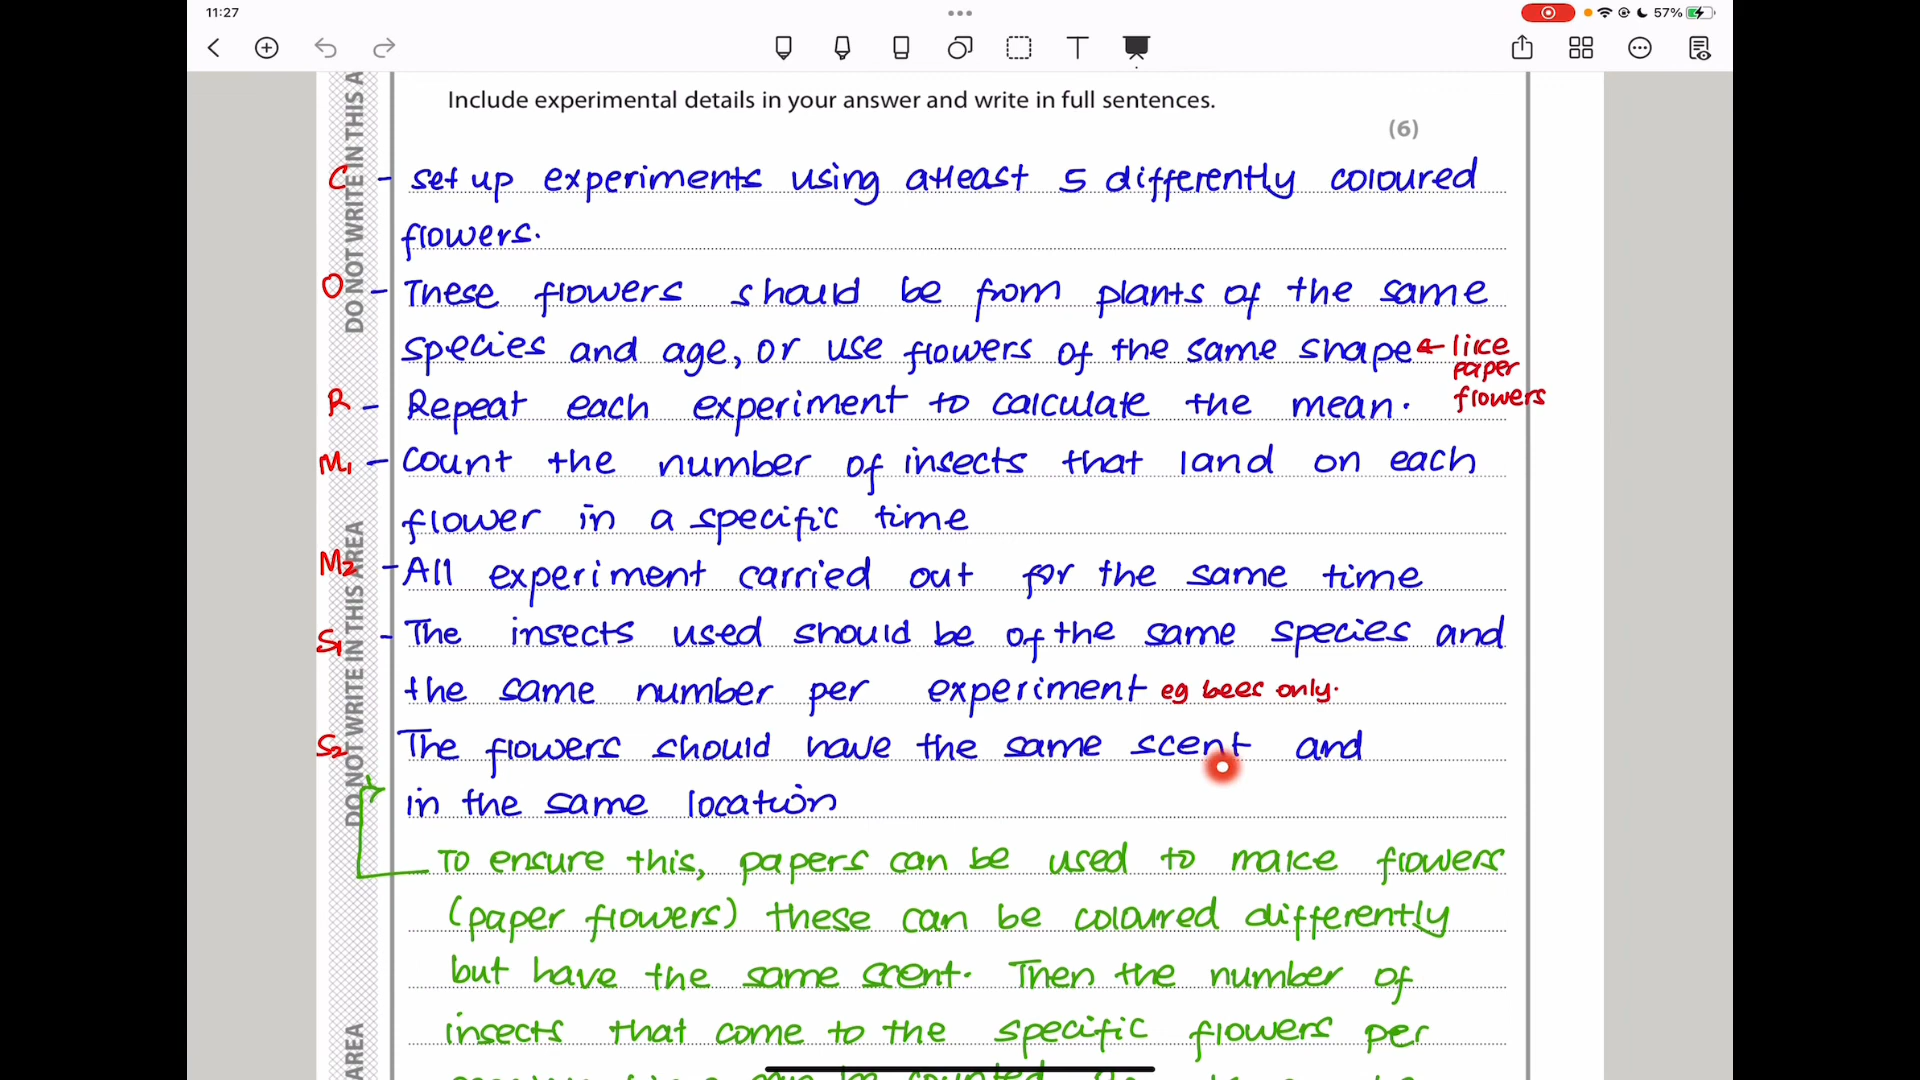 11:27
57%
Include experimental details in your answer and write in full sentences.
(6)
C - set up experiments using atleast 5 differently coloured
flowers.
O - These flowers should be from plants of the same
species and age, or use flowers of the same shape ← like
paper
flowers
R - Repeat each experiment to calculate the mean.
M1 - Count the number of insects that land on each
flower in a specific time
M2 - All experiment carried out for the same time
S1 - The insects used should be of the same species and
the same number per experiment eg bees only.
S2 The flowers should have the same scent and
in the same location
To ensure this, papers can be used to make flowers
(paper flowers) these can be coloured differently
but have the same scent. Then the number of
insects that come to the specific flowers per
counted
DO NOT WRITE IN THIS A
DO NOT WRITE IN THIS AREA
AREA